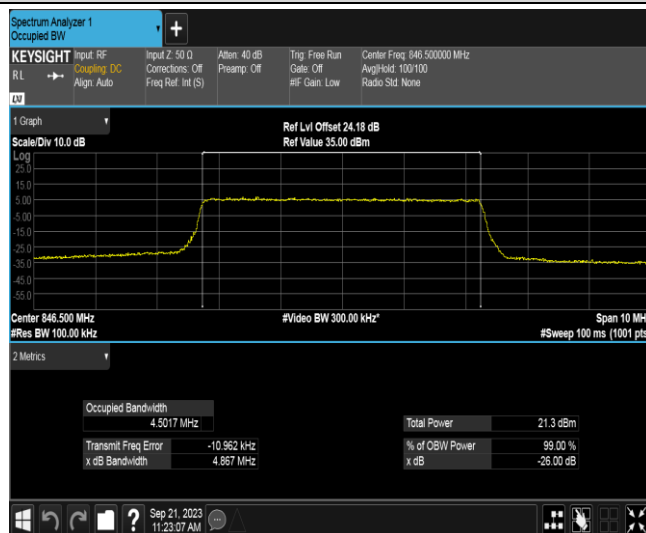 Spectrum Analyzer 1
Occupied BW
+
KEYSIGHT Input: RF Input Z: 50 Ω Atten: 40 dB Trig: Free Run Center Freq: 846.500000 MHz
RL Coupling: DC Corrections: Off Preamp: Off Gate: Off Avg|Hold: 100/100
Align: Auto Freq Ref: Int (S) #IF Gain: Low Radio Std: None
LXI
1 Graph
Ref Lvl Offset 24.18 dB
Scale/Div 10.0 dB Ref Value 35.00 dBm
Log
25.0
15.0
5.00
-5.00
-15.0
-25.0
-35.0
-45.0
-55.0
Center 846.500 MHz #Video BW 300.00 kHz* Span 10 MH
#Res BW 100.00 kHz #Sweep 100 ms (1001 pts
2 Metrics
Occupied Bandwidth
4.5017 MHz Total Power 21.3 dBm
Transmit Freq Error -10.962 kHz % of OBW Power 99.00 %
x dB Bandwidth 4.867 MHz x dB -26.00 dB
? Sep 21, 2023
11:23:07 AM